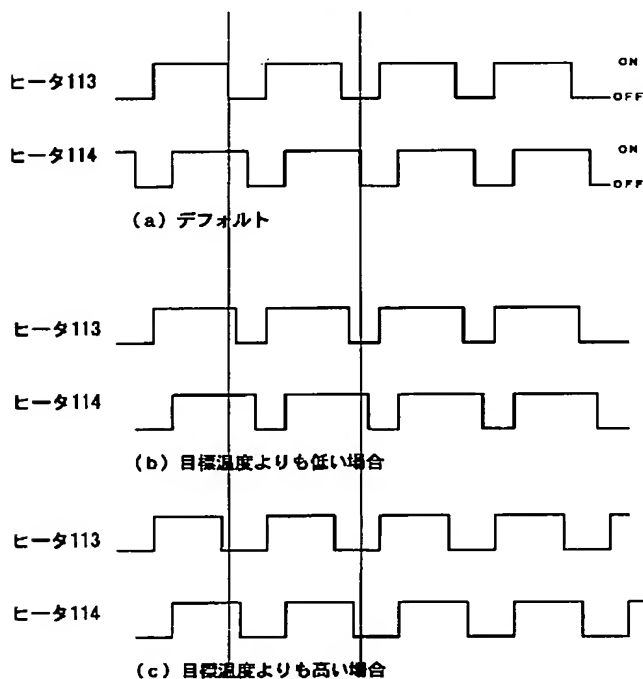 ヒータ113
ON
OFF
ヒータ114
ON
OFF
(a) デフォルト
ヒータ113
ヒータ114
(b) 目標温度よりも低い場合
ヒータ113
ヒータ114
(c) 目標温度よりも高い場合